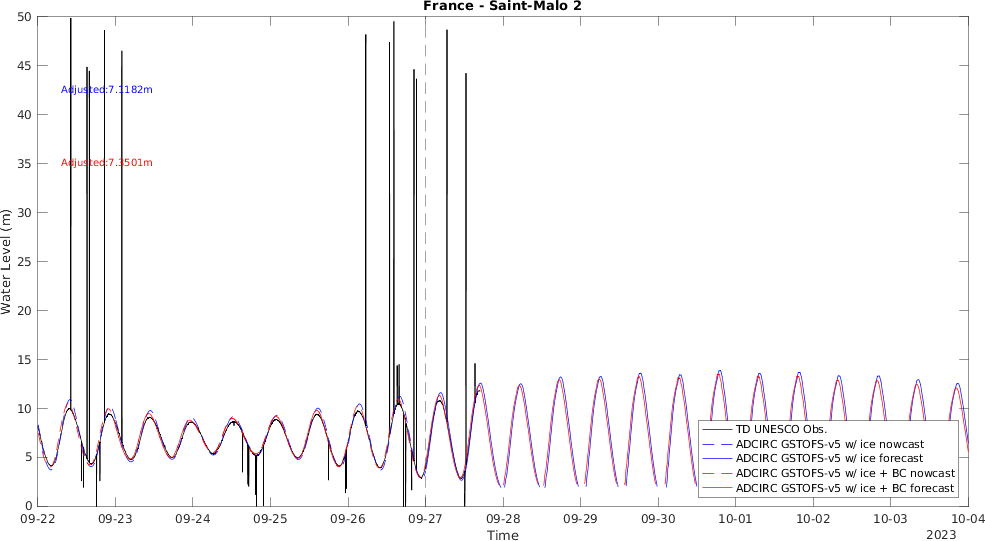 France - Saint-Malo 2
50
45
40
35
30
25
20
15
10
5
0
Water Level (m)
Adjusted:7.1182m
Adjusted:7.3501m
TD UNESCO Obs.
ADCIRC GSTOFS-v5 w/ ice nowcast
ADCIRC GSTOFS-v5 w/ ice forecast
ADCIRC GSTOFS-v5 w/ ice + BC nowcast
ADCIRC GSTOFS-v5 w/ ice + BC forecast
09-22 09-23 09-24 09-25 09-26 09-27 09-28 09-29 09-30 10-01 10-02 10-03 10-04
Time
2023